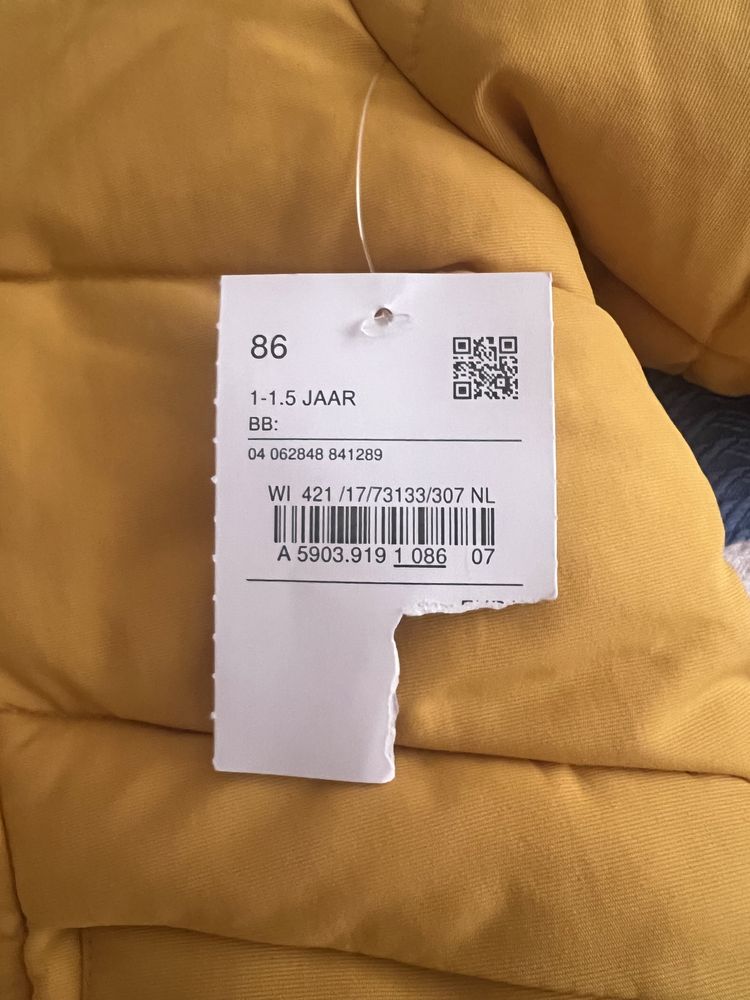 86
1-1.5 JAAR
BB:
04 062848 841289
WI 421 /17/73133/307 NL
A 5903.919 1 086 07